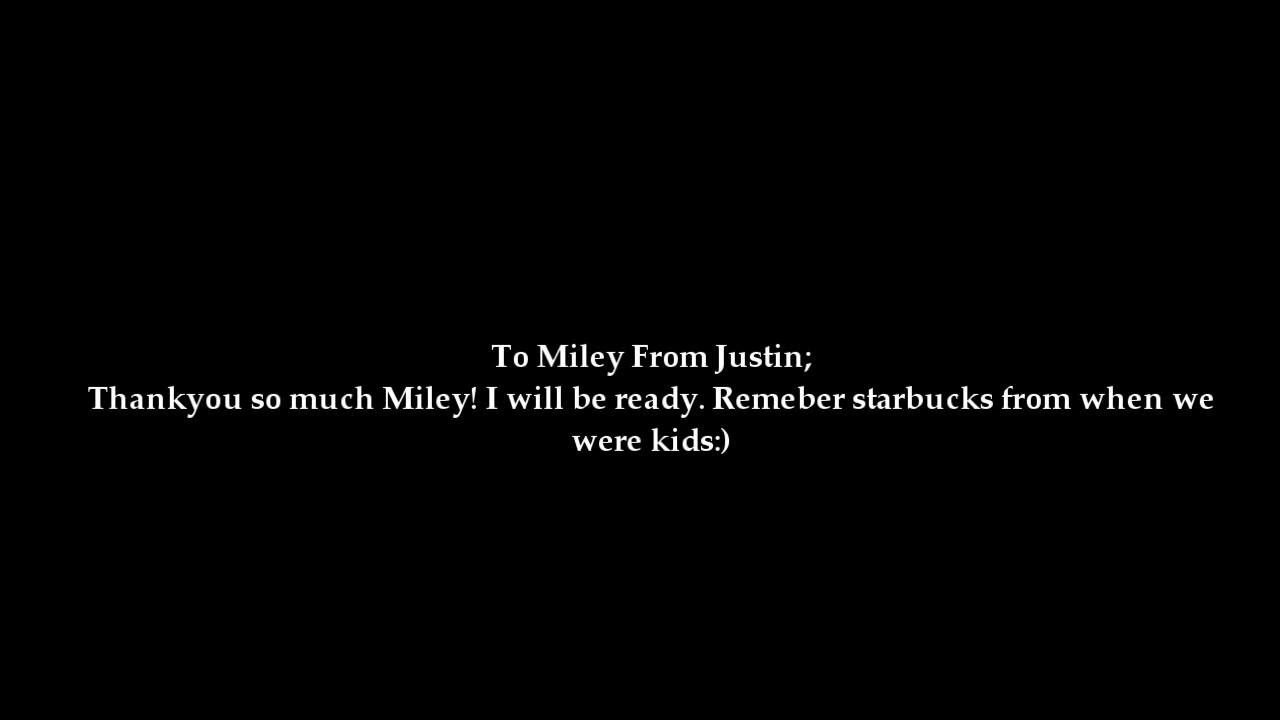 To Miley From Justin;
Thankyou so much Miley! I will be ready. Remeber starbucks from when we
were kids:)